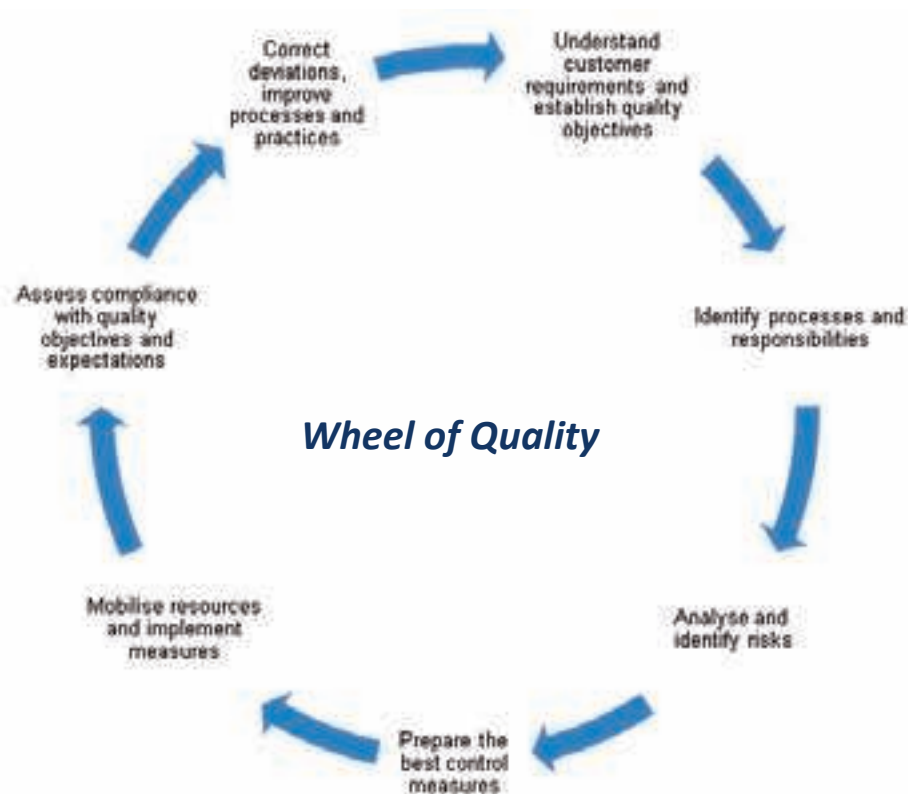 Correct
deviations,
improve
processes and
practices
Understand
customer
requirements and
establish quality
objectives
Identify processes and
responsibilities
Analyse and
identify risks
Prepare the
best control
measures
Mobilise resources
and implement
measures
Assess compliance
with quality
objectives and
expectations
Wheel of Quality